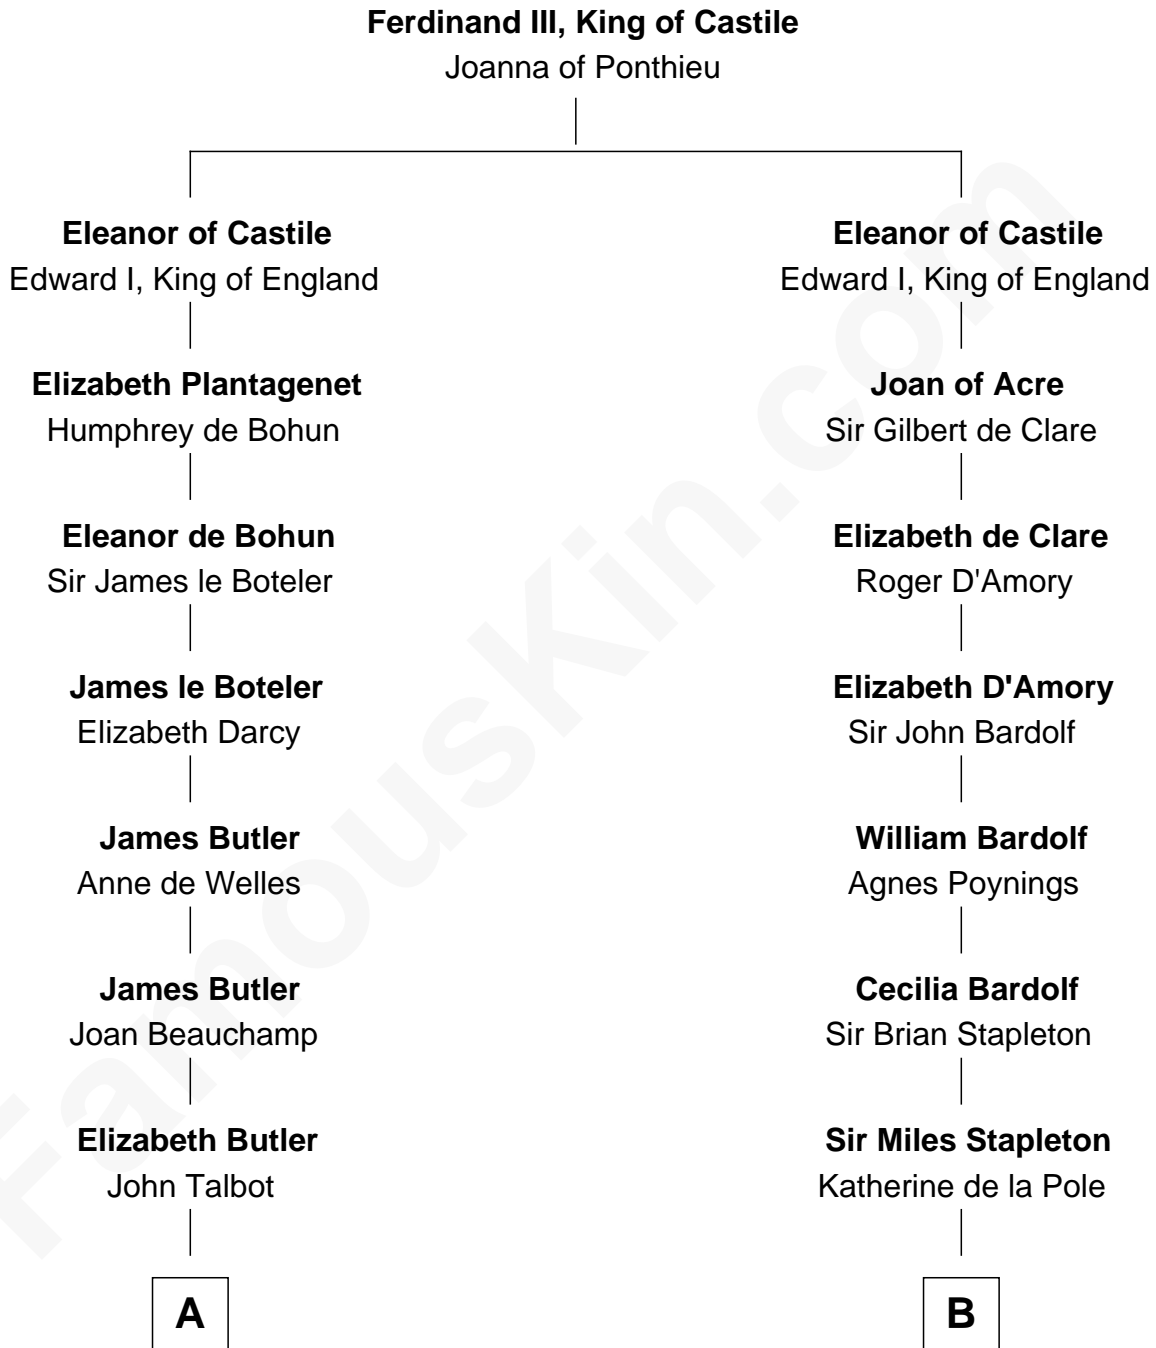 Ferdinand III, King of Castile
Joanna of Ponthieu
Eleanor of Castile
Edward I, King of England
Elizabeth Plantagenet
Humphrey de Bohun
Eleanor de Bohun
Sir James le Boteler
James le Boteler
Elizabeth Darcy
James Butler
Anne de Welles
James Butler
Joan Beauchamp
Elizabeth Butler
John Talbot
A
Eleanor of Castile
Edward I, King of England
Joan of Acre
Sir Gilbert de Clare
Elizabeth de Clare
Roger D'Amory
Elizabeth D'Amory
Sir John Bardolf
William Bardolf
Agnes Poynings
Cecilia Bardolf
Sir Brian Stapleton
Sir Miles Stapleton
Katherine de la Pole
B
FamousKin.com